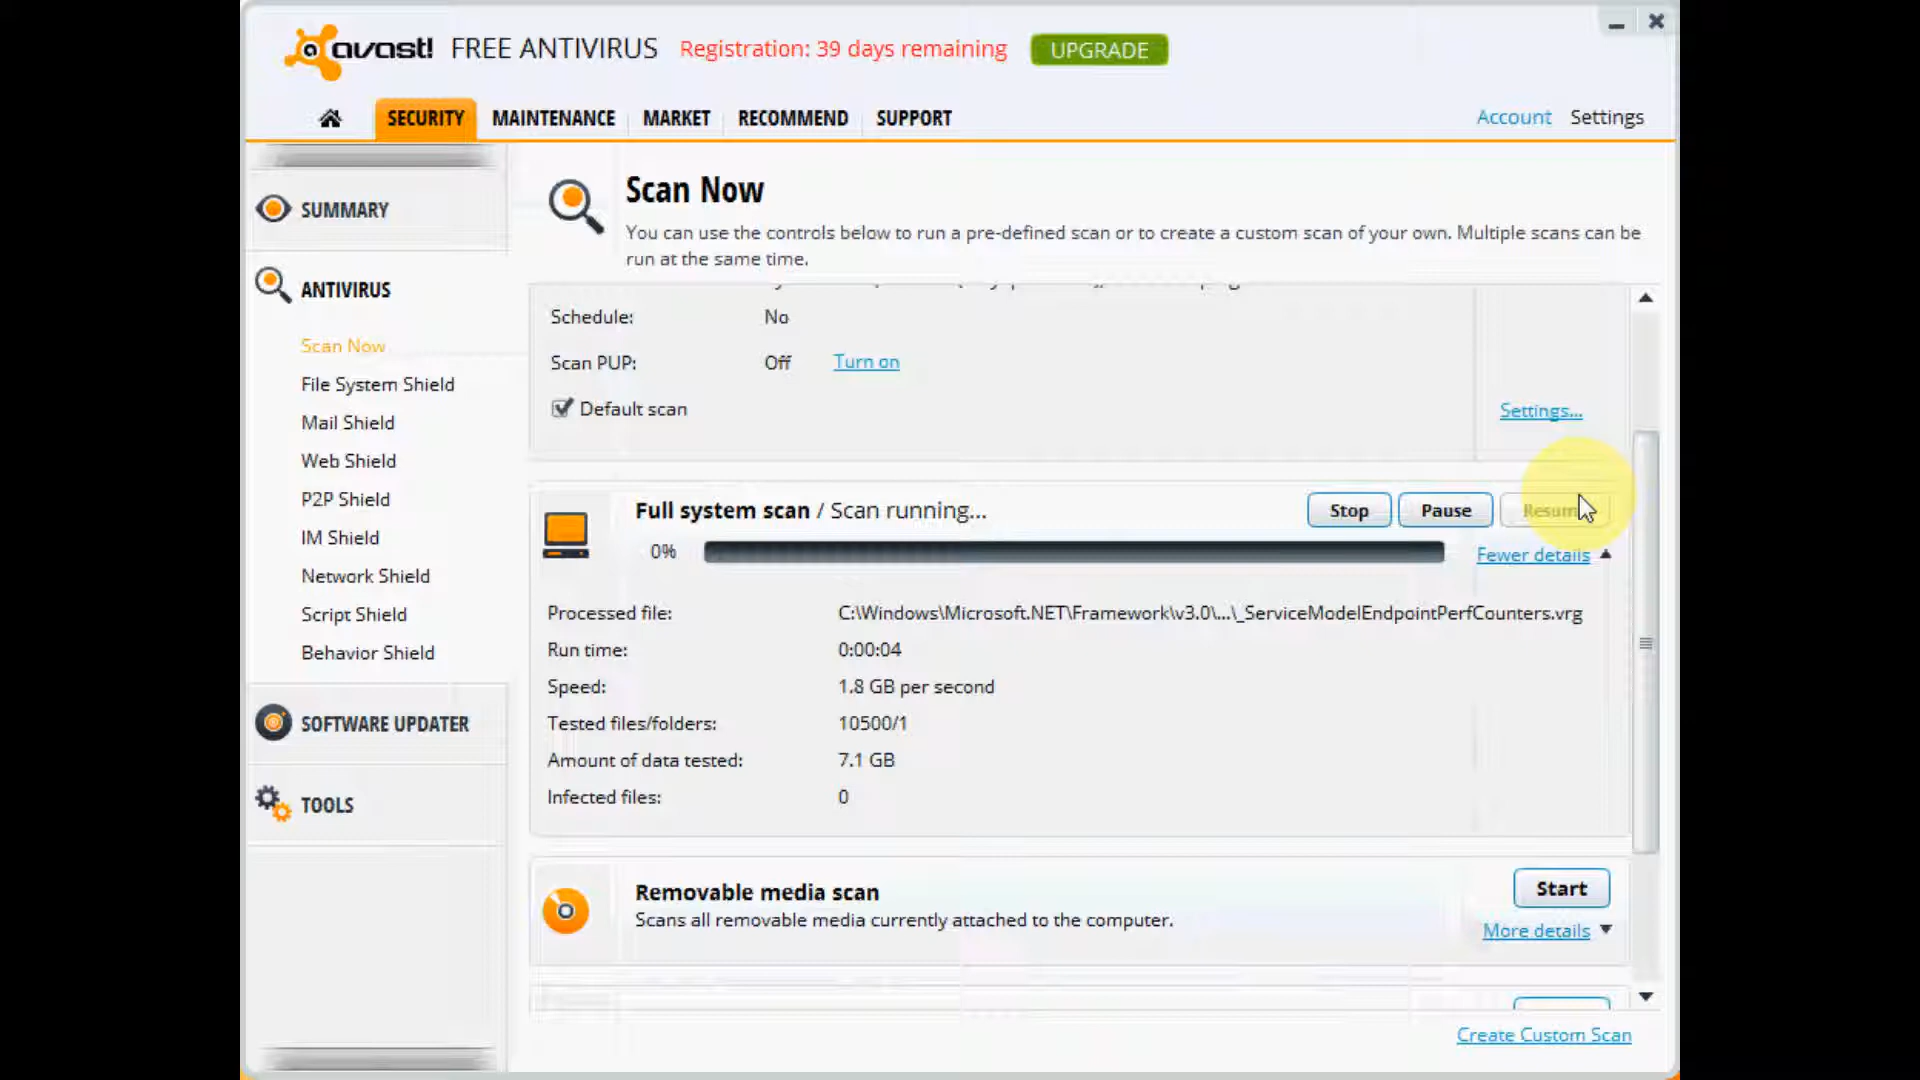 avast! FREE ANTIVIRUS Registration: 39 days remaining UPGRADE
SECURITY MAINTENANCE MARKET RECOMMEND SUPPORT Account Settings
SUMMARY
ANTIVIRUS
Scan Now
File System Shield
Mail Shield
Web Shield
P2P Shield
IM Shield
Network Shield
Script Shield
Behavior Shield
SOFTWARE UPDATER
TOOLS
Scan Now
You can use the controls below to run a pre-defined scan or to create a custom scan of your own. Multiple scans can be
run at the same time.
Schedule: No
Scan PUP: Off Turn on
Default scan
Settings...
Full system scan / Scan running... Stop Pause
0% Fewer details
Processed file: C:\Windows\Microsoft.NET\Framework\v3.0\...\_ServiceModelEndpointPerfCounters.vrg
Run time: 0:00:04
Speed: 1.8 GB per second
Tested files/folders: 10500/1
Amount of data tested: 7.1 GB
Infected files: 0
Removable media scan Start
Scans all removable media currently attached to the computer.
More details
Create Custom Scan